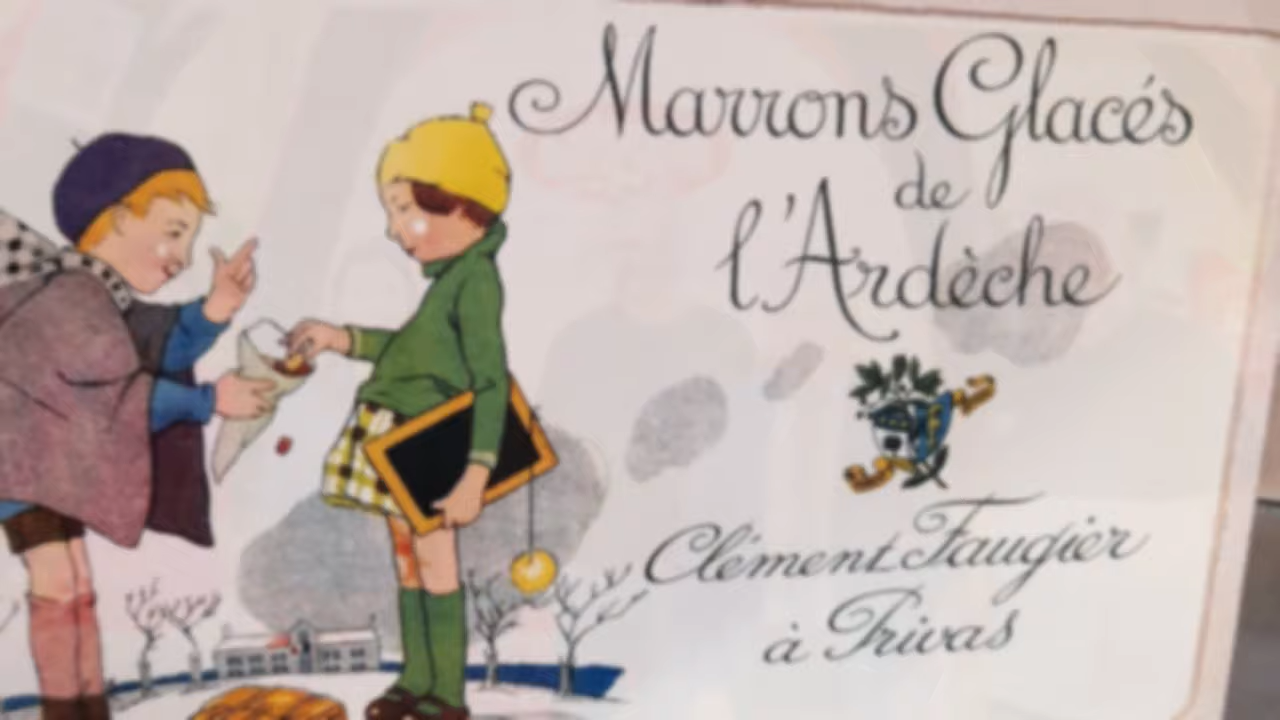 Marrons Glacés
de
l'Ardèche
Clément Faugier
à Privas